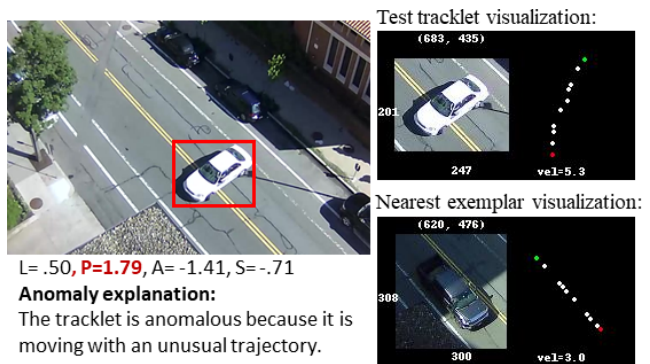 Test tracklet visualization:
(683, 435)
201
247
vel=5.3
Nearest exemplar visualization:
(620, 476)
308
300
vel=3.0
L= .50, P=1.79, A= -1.41, S= -.71
Anomaly explanation:
The tracklet is anomalous because it is
moving with an unusual trajectory.